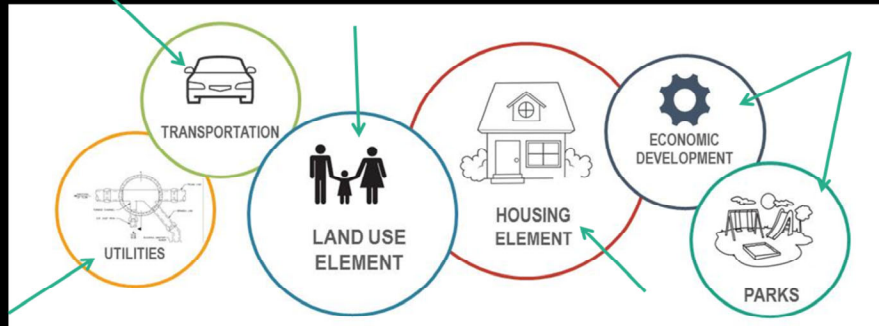 TRANSPORTATION
UTILITIES
LAND USE
ELEMENT
HOUSING
ELEMENT
ECONOMIC
DEVELOPMENT
PARKS